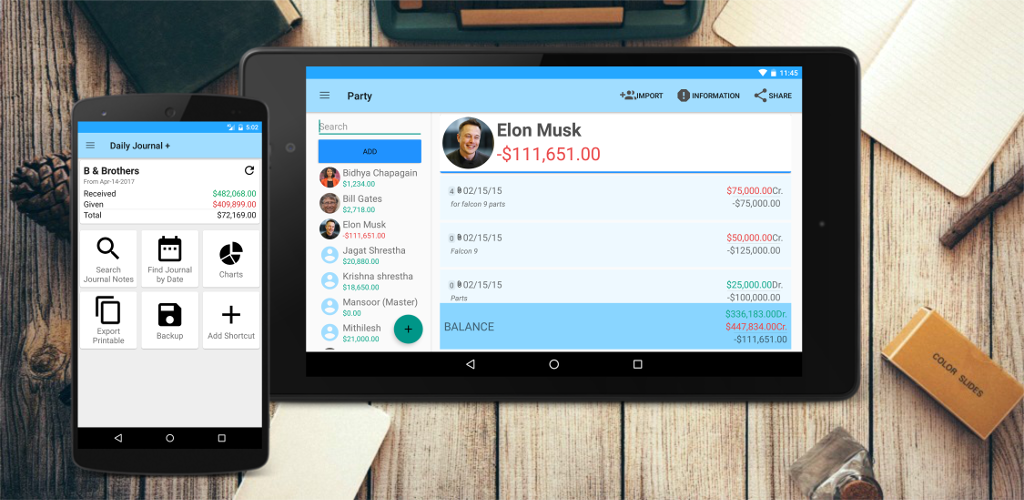 5:02
Daily Journal +
B & Brothers
From Apr-14-2017
Received $482,068.00
Given $409,899.00
Total $72,169.00
Search
Journal Notes
Find Journal
by Date
Charts
Export
Printable
Backup
Add Shortcut
11:45
Party
IMPORT
INFORMATION
SHARE
Search
ADD
Bidhya Chapagain
$1,234.00
Bill Gates
$2,718.00
Elon Musk
-$111,651.00
Jagat Shrestha
$20,880.00
Krishna shrestha
$18,650.00
Mansoor (Master)
$0.00
Mithilesh
$21,000.00
+
Elon Musk
-$111,651.00
4 02/15/15 $75,000.00Cr.
for falcon 9 parts -$75,000.00
0 02/15/15 $50,000.00Cr.
Falcon 9 -$125,000.00
0 02/15/15 $25,000.00Dr.
Parts -$100,000.00
BALANCE
$336,183.00Dr.
$447,834.00Cr.
-$111,651.00
COLOR SLIDES